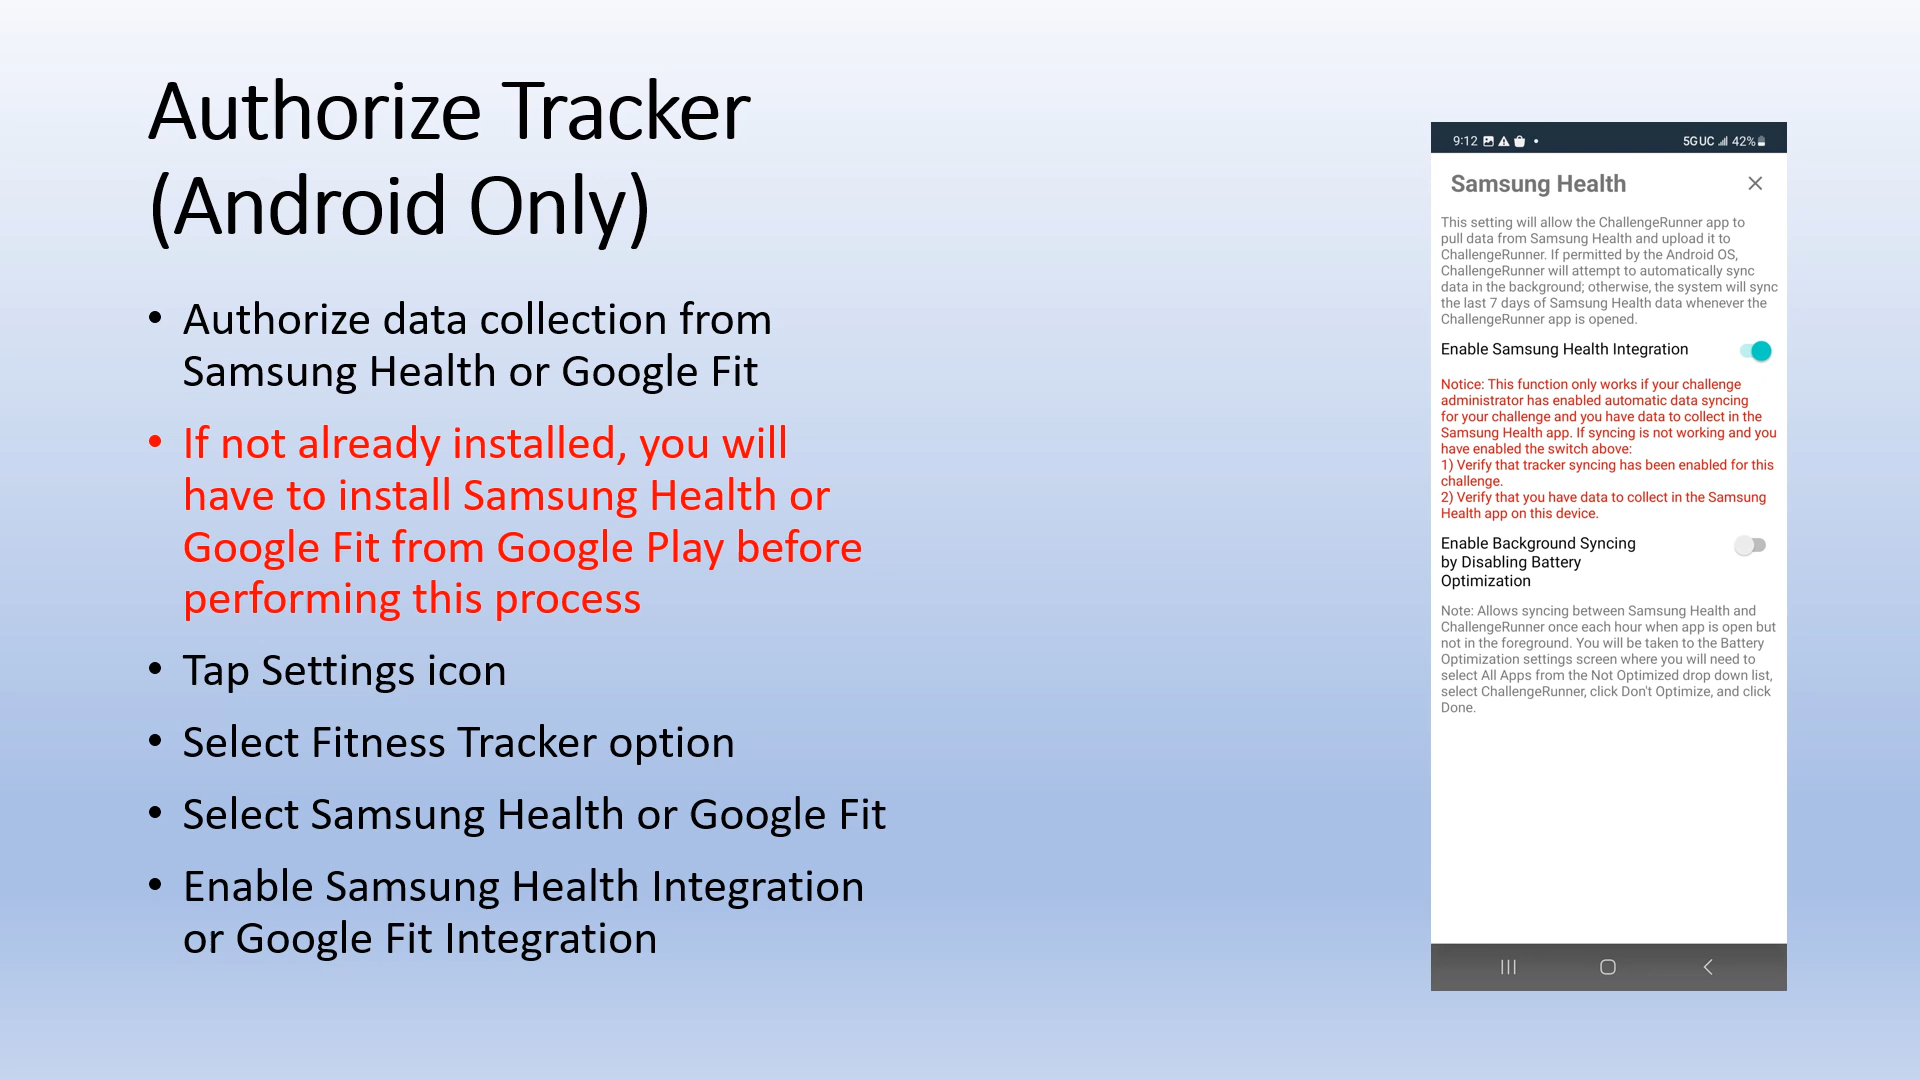 Authorize Tracker
(Android Only)
• Authorize data collection from
Samsung Health or Google Fit
• If not already installed, you will
have to install Samsung Health or
Google Fit from Google Play before
performing this process
• Tap Settings icon
• Select Fitness Tracker option
• Select Samsung Health or Google Fit
• Enable Samsung Health Integration
or Google Fit Integration
9:12 5G UC 42%
Samsung Health
This setting will allow the ChallengeRunner app to
pull data from Samsung Health and upload it to
ChallengeRunner. If permitted by the Android OS,
ChallengeRunner will attempt to automatically sync
data in the background; otherwise, the system will sync
the last 7 days of Samsung Health data whenever the
ChallengeRunner app is opened.
Enable Samsung Health Integration
Notice: This function only works if your challenge
administrator has enabled automatic data syncing
for your challenge and you have data to collect in the
Samsung Health app. If syncing is not working and you
have enabled the switch above:
1) Verify that tracker syncing has been enabled for this
challenge.
2) Verify that you have data to collect in the Samsung
Health app on this device.
Enable Background Syncing
by Disabling Battery
Optimization
Note: Allows syncing between Samsung Health and
ChallengeRunner once each hour when app is open but
not in the foreground. You will be taken to the Battery
Optimization settings screen where you will need to
select All Apps from the Not Optimized drop down list,
select ChallengeRunner, click Don't Optimize, and click
Done.